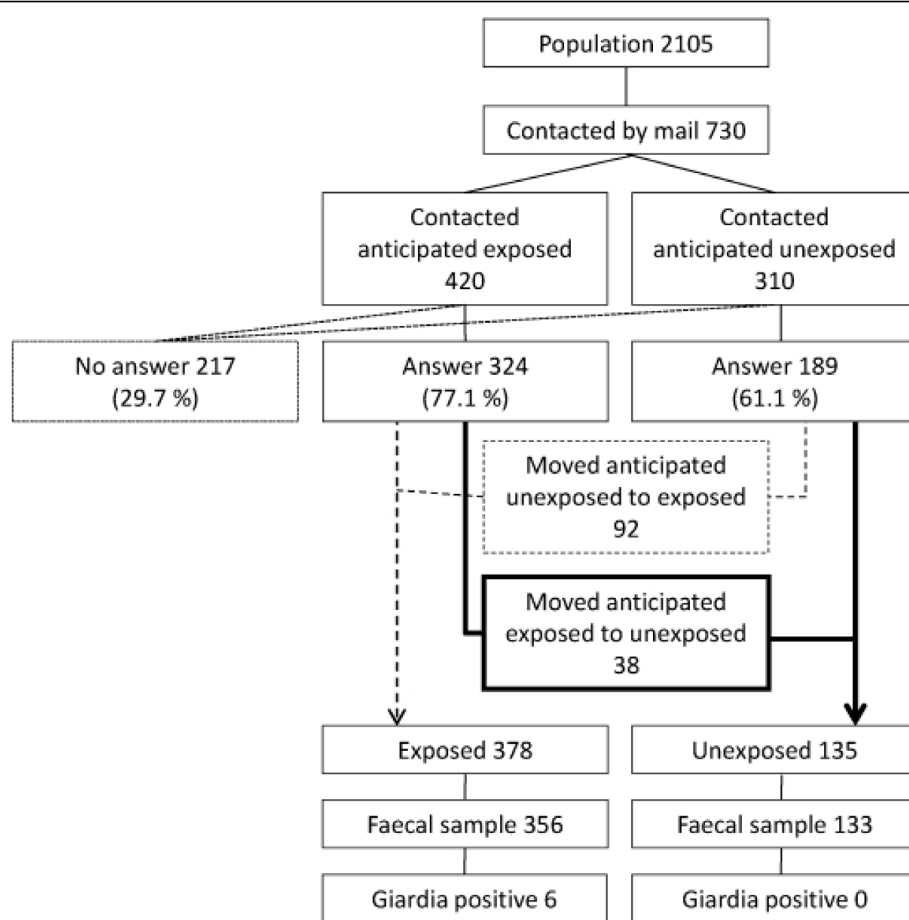 Population 2105
Contacted by mail 730
Contacted
anticipated exposed
420
Contacted
anticipated unexposed
310
No answer 217
(29.7 %)
Answer 324
(77.1 %)
Answer 189
(61.1 %)
Moved anticipated
unexposed to exposed
92
Moved anticipated
exposed to unexposed
38
Exposed 378
Unexposed 135
Faecal sample 356
Faecal sample 133
Giardia positive 6
Giardia positive 0